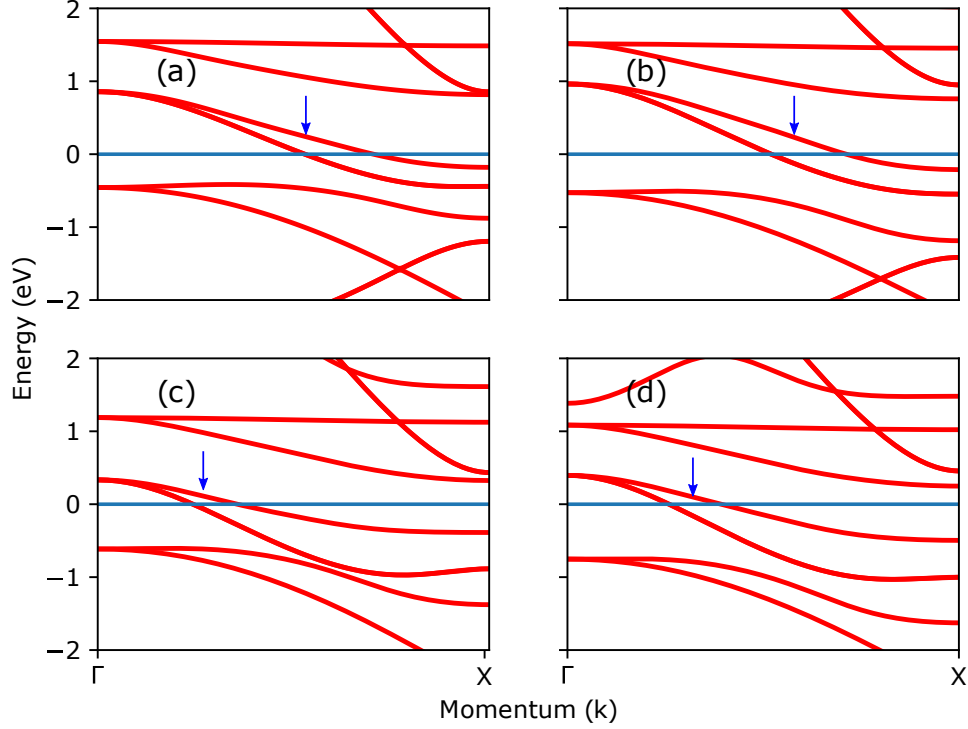 2
(a)
(b)
1
0
−1
−2
Energy (eV)
2
(c)
(d)
1
0
−1
−2
Γ
X
Γ
X
Momentum (k)